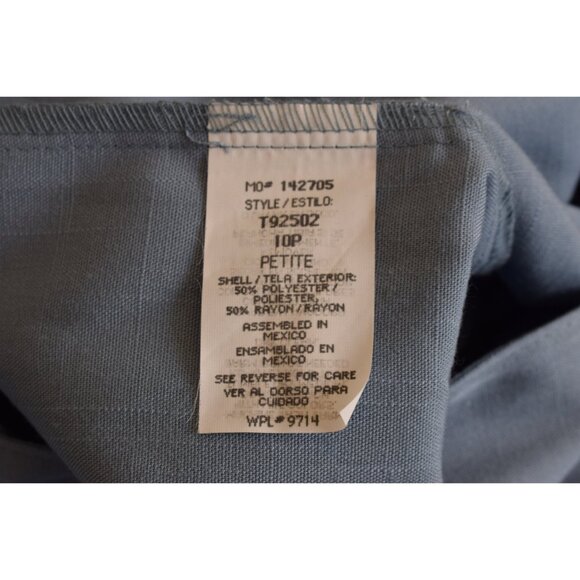 MO# 142705
STYLE/ESTILO:
T92502
10P
PETITE
SHELL/TELA EXTERIOR:
50% POLYESTER/
POLIESTER,
50% RAYON/RAYON
ASSEMBLED IN
MEXICO
ENSAMBLADO EN
MEXICO
SEE REVERSE FOR CARE
VER AL DORSO PARA
CUIDADO
WPL# 9714